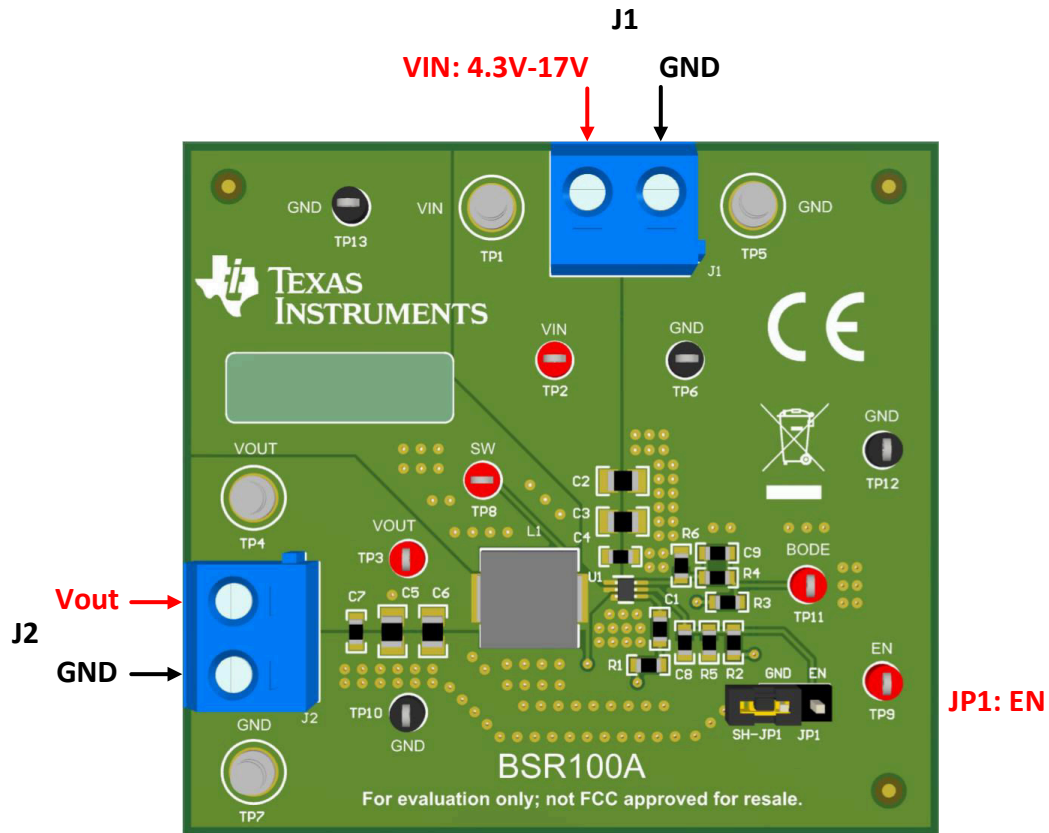 J1
VIN: 4.3V-17V GND
GND
TP13
VIN
TP1
GND
TP5
J1
TEXAS
INSTRUMENTS
CE
VIN
TP2
GND
TP6
GND
TP12
VOUT
TP4
SW
TP8
VOUT
TP3
L1
C2
C3
C4
U1
R6
C9
R4
R3
BODE
TP11
C7
C5
C6
C1
R1
C8
R5
R2
GND
EN
SH-JP1
JP1
EN
TP9
JP1: EN
Vout
J2
GND
J2
TP10
GND
GND
TP7
BSR100A
For evaluation only; not FCC approved for resale.